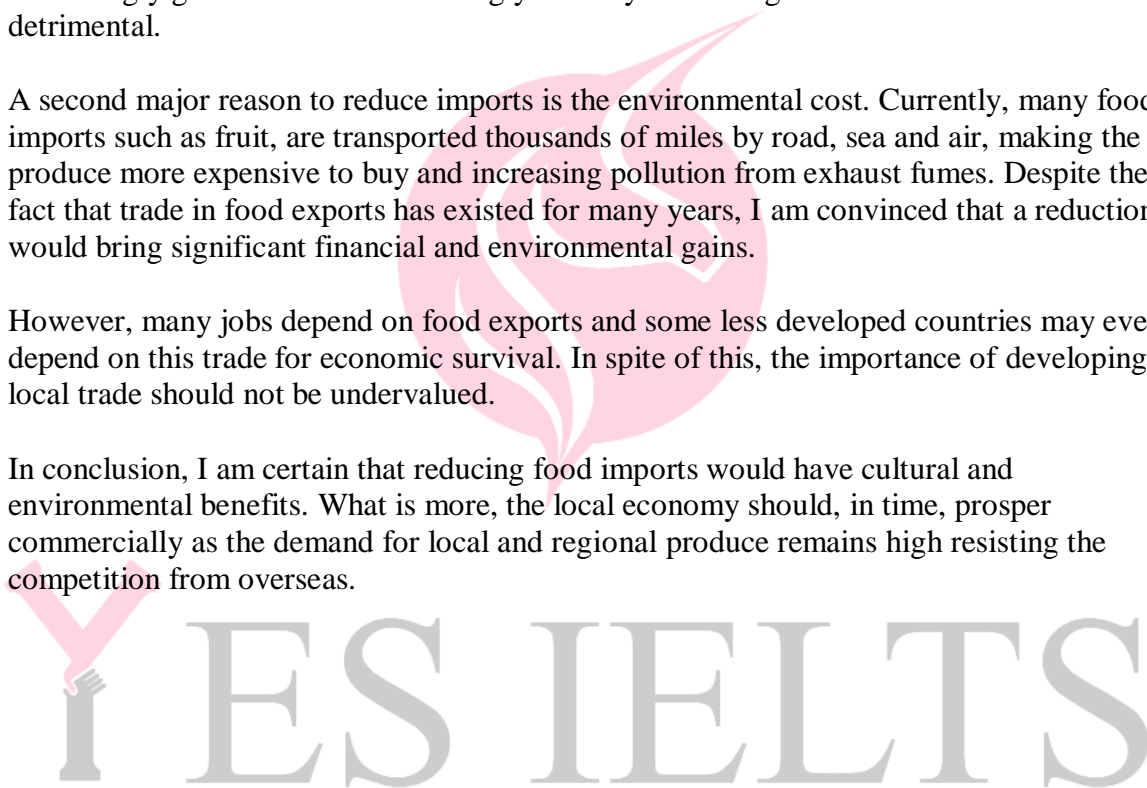 detrimental.
A second major reason to reduce imports is the environmental cost. Currently, many food
imports such as fruit, are transported thousands of miles by road, sea and air, making the
produce more expensive to buy and increasing pollution from exhaust fumes. Despite the
fact that trade in food exports has existed for many years, I am convinced that a reduction
would bring significant financial and environmental gains.
However, many jobs depend on food exports and some less developed countries may eve
depend on this trade for economic survival. In spite of this, the importance of developing
local trade should not be undervalued.
In conclusion, I am certain that reducing food imports would have cultural and
environmental benefits. What is more, the local economy should, in time, prosper
commercially as the demand for local and regional produce remains high resisting the
competition from overseas.
YES IELTS